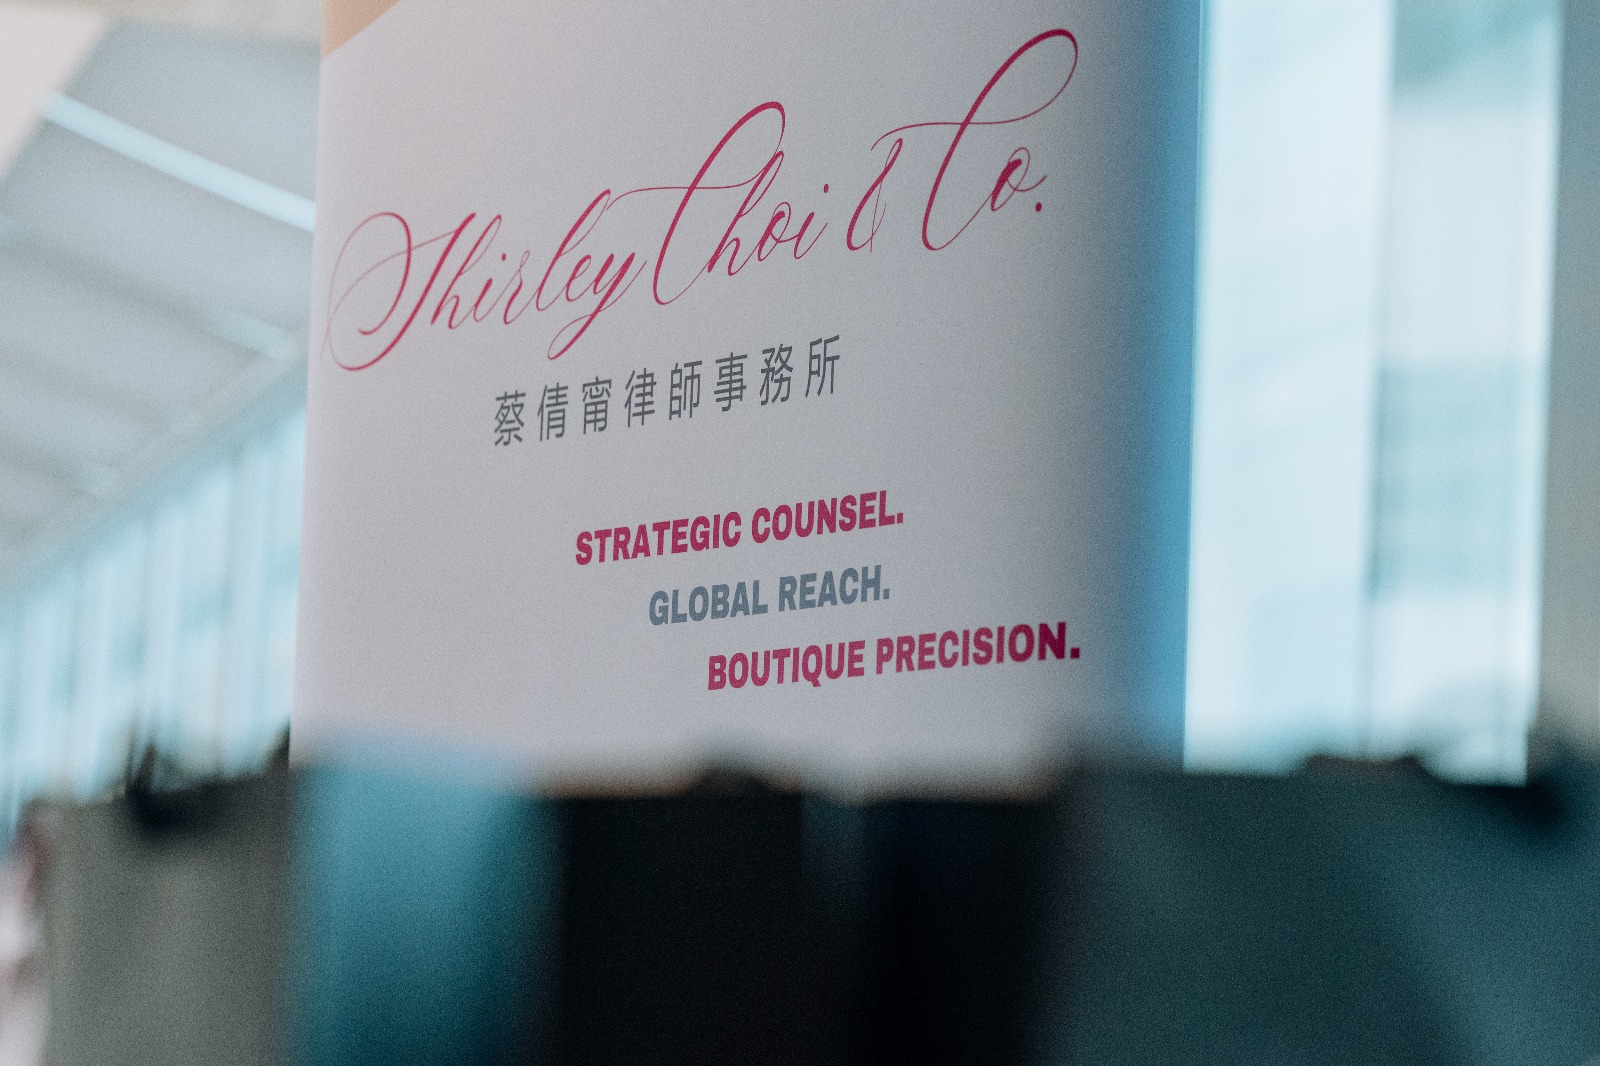 Shirley Choi & Co.
蔡倩甯律師事務所
STRATEGIC COUNSEL.
GLOBAL REACH.
BOUTIQUE PRECISION.